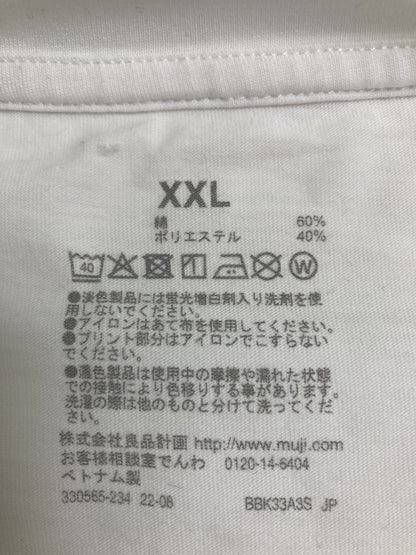 XXL
綿 60%
ポリエステル 40%
40 W
●淡色製品には蛍光増白剤入り洗剤を使
用しないでください。
●アイロンはあて布を使用してください。
●プリント部分はアイロンでこすらない
でください。
●濃色製品は使用中の摩擦や濡れた状態
での接触により色移りする事があります。
洗濯の際は他のものと分けて洗ってくだ
さい。
株式会社良品計画 http://www.muji.com
お客様相談室でんわ 0120-14-6404
ベトナム製
330565-234 22-08 BBK33A3S JP